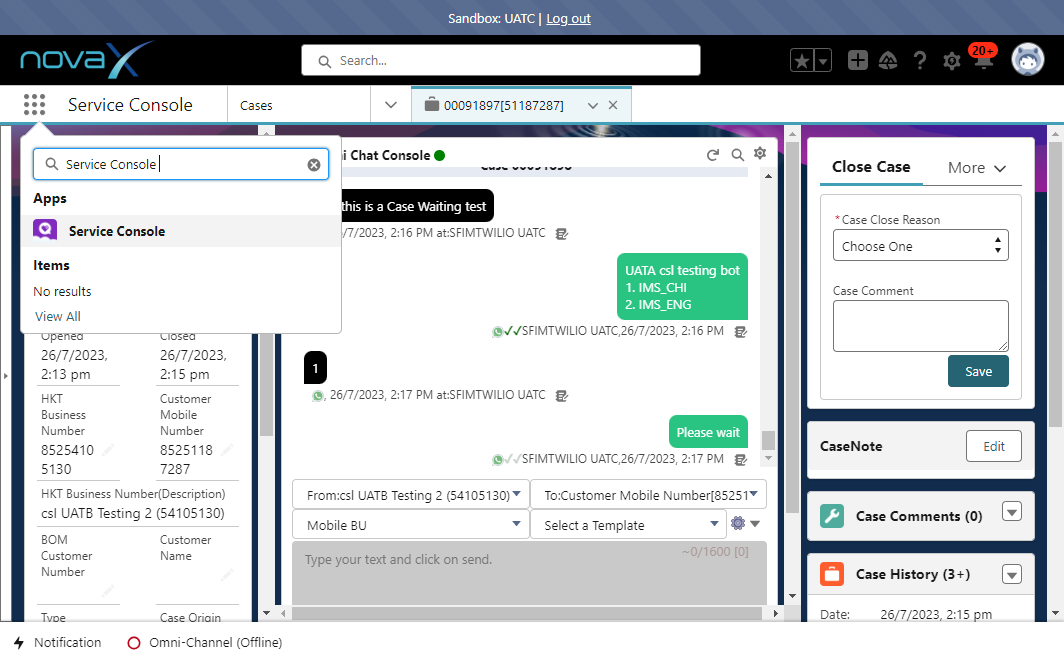 Sandbox: UATC | Log out
novaX
Search...
20+
Service Console
Cases
00091897[51187287]
Service Console
Apps
Service Console
Items
No results
View All
Opened
Closed
26/7/2023,
2:13 pm
26/7/2023,
2:15 pm
HKT
Business
Number
Customer
Mobile
Number
8525410
5130
8525118
7287
HKT Business Number(Description)
csl UATB Testing 2 (54105130)
BOM
Customer
Number
Customer
Name
Type
Case Origin
i Chat Console
this is a Case Waiting test
/7/2023, 2:16 PM at:SFIMTWILIO UATC
UATA csl testing bot
1. IMS_CHI
2. IMS_ENG
SFIMTWILIO UATC,26/7/2023, 2:16 PM
1
, 26/7/2023, 2:17 PM at:SFIMTWILIO UATC
Please wait
SFIMTWILIO UATC,26/7/2023, 2:17 PM
From:csl UATB Testing 2 (54105130)
To:Customer Mobile Number[85251
Mobile BU
Select a Template
Type your text and click on send.
~0/1600 [0]
Close Case
More
*Case Close Reason
Choose One
Case Comment
Save
CaseNote
Edit
Case Comments (0)
Case History (3+)
Date:
26/7/2023, 2:15 pm
Notification
Omni-Channel (Offline)